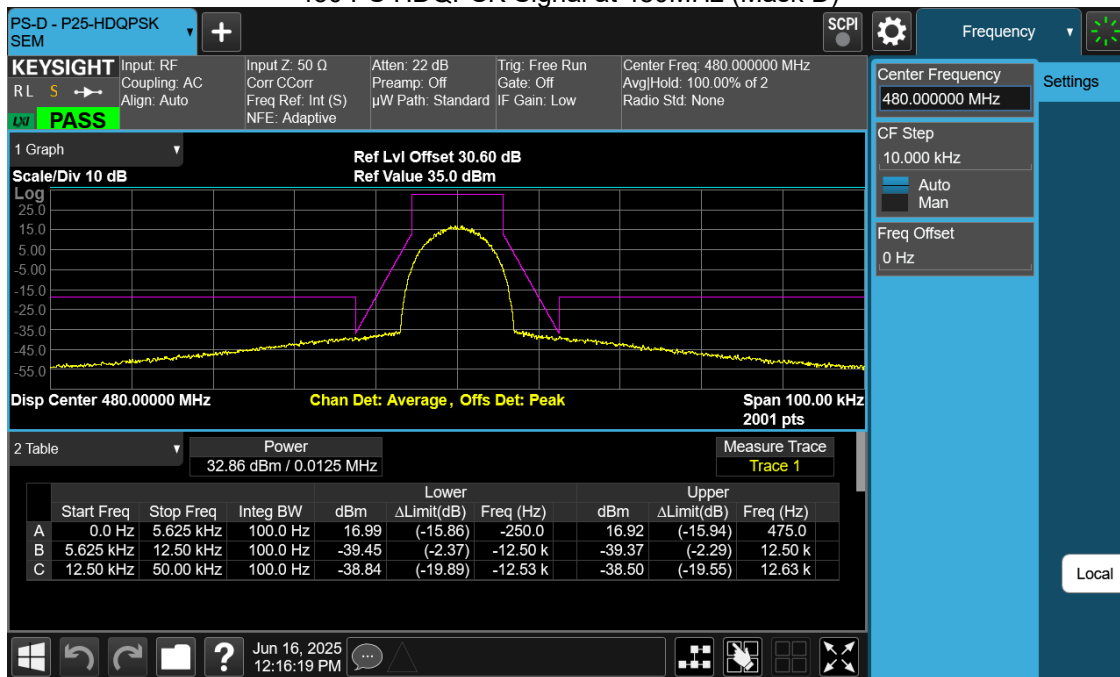 480 PS HDQPSK Signal at 480MHz (Mask D)
PS-D - P25-HDQPSK
SEM
SCPI
Frequency
KEYSIGHT
R L S
LXI PASS
Input: RF
Coupling: AC
Align: Auto
Input Z: 50 Ω
Corr CCorr
Freq Ref: Int (S)
NFE: Adaptive
Atten: 22 dB
Preamp: Off
µW Path: Standard
Trig: Free Run
Gate: Off
IF Gain: Low
Center Freq: 480.000000 MHz
Avg|Hold: 100.00% of 2
Radio Std: None
Center Frequency
480.000000 MHz
Settings
CF Step
10.000 kHz
Auto
Man
Freq Offset
0 Hz
Local
1 Graph
Scale/Div 10 dB
Ref Lvl Offset 30.60 dB
Ref Value 35.0 dBm
Log
25.0
15.0
5.00
-5.00
-15.0
-25.0
-35.0
-45.0
-55.0
Disp Center 480.00000 MHz
Chan Det: Average , Offs Det: Peak
Span 100.00 kHz
2001 pts
2 Table
Power
32.86 dBm / 0.0125 MHz
Measure Trace
Trace 1
Lower Upper
Start Freq Stop Freq Integ BW dBm ΔLimit(dB) Freq (Hz) dBm ΔLimit(dB) Freq (Hz)
A 0.0 Hz 5.625 kHz 100.0 Hz 16.99 (-15.86) -250.0 16.92 (-15.94) 475.0
B 5.625 kHz 12.50 kHz 100.0 Hz -39.45 (-2.37) -12.50 k -39.37 (-2.29) 12.50 k
C 12.50 kHz 50.00 kHz 100.0 Hz -38.84 (-19.89) -12.53 k -38.50 (-19.55) 12.63 k
Jun 16, 2025
12:16:19 PM